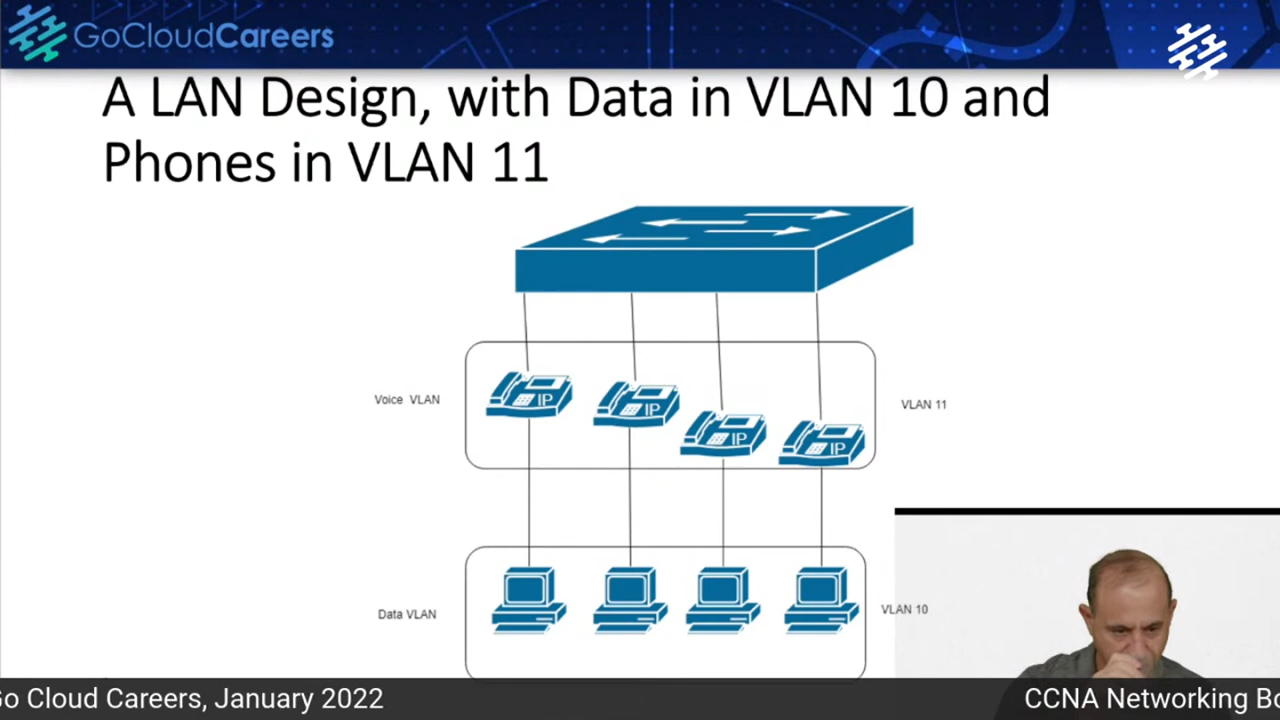 GoCloudCareers
A LAN Design, with Data in VLAN 10 and
Phones in VLAN 11
IP IP IP IP
Voice VLAN
VLAN 11
Data VLAN
VLAN 10
Go Cloud Careers, January 2022
CCNA Networking